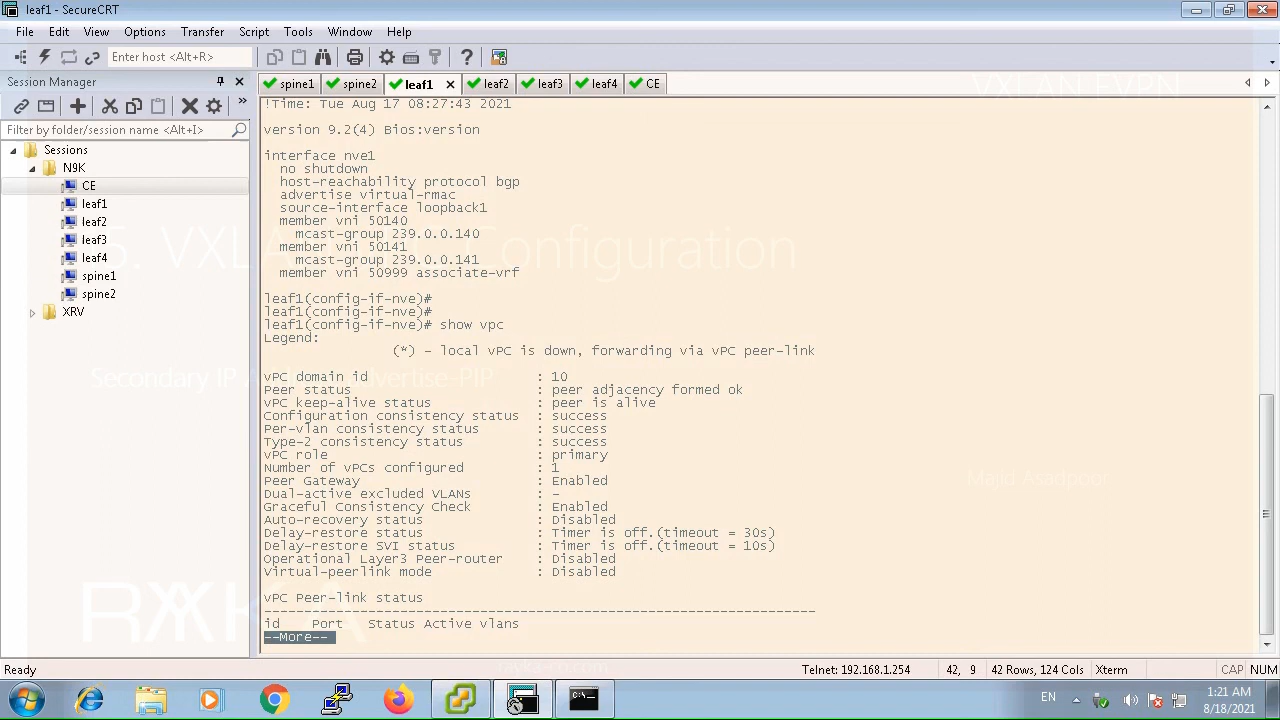 leaf1 - SecureCRT
File Edit View Options Transfer Script Tools Window Help
Enter host <Alt+R>
Session Manager
spine1 spine2 leaf1 leaf2 leaf3 leaf4 CE
VXLAN EVPN
Filter by folder/session name <Alt+I>
Sessions
N9K
CE
leaf1
leaf2
leaf3
leaf4
spine1
spine2
XRV
!Time: Tue Aug 17 08:27:43 2021
version 9.2(4) Bios:version
interface nve1
no shutdown
host-reachability protocol bgp
advertise virtual-rmac
source-interface loopback1
member vni 50140
mcast-group 239.0.0.140
member vni 50141
mcast-group 239.0.0.141
member vni 50999 associate-vrf
leaf1(config-if-nve)#
leaf1(config-if-nve)#
leaf1(config-if-nve)# show vpc
Legend:
(*) - local vPC is down, forwarding via vPC peer-link
vPC domain id : 10
Peer status : peer adjacency formed ok
vPC keep-alive status : peer is alive
Configuration consistency status : success
Per-vlan consistency status : success
Type-2 consistency status : success
vPC role : primary
Number of vPCs configured : 1
Peer Gateway : Enabled
Dual-active excluded VLANs : -
Graceful Consistency Check : Enabled
Auto-recovery status : Disabled
Delay-restore status : Timer is off.(timeout = 30s)
Delay-restore SVI status : Timer is off.(timeout = 10s)
Operational Layer3 Peer-router : Disabled
Virtual-peerlink mode : Disabled
vPC Peer-link status
---------------------------------------------------------------------
id Port Status Active vlans
--More--
5. VXLAN Configuration
Secondary IP advertise-PIP
Majid Asadpoor
Ready
Telnet: 192.168.1.254 42, 9 42 Rows, 124 Cols Xterm CAP NUM
EN
1:21 AM
8/18/2021